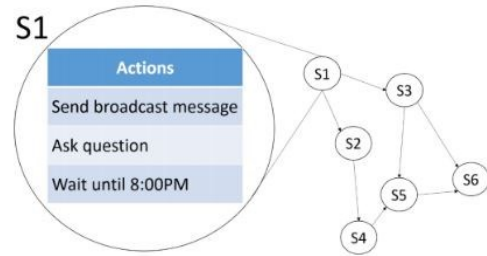 S1
Actions
Send broadcast message
Ask question
Wait until 8:00PM
S1
S3
S2
S6
S5
S4